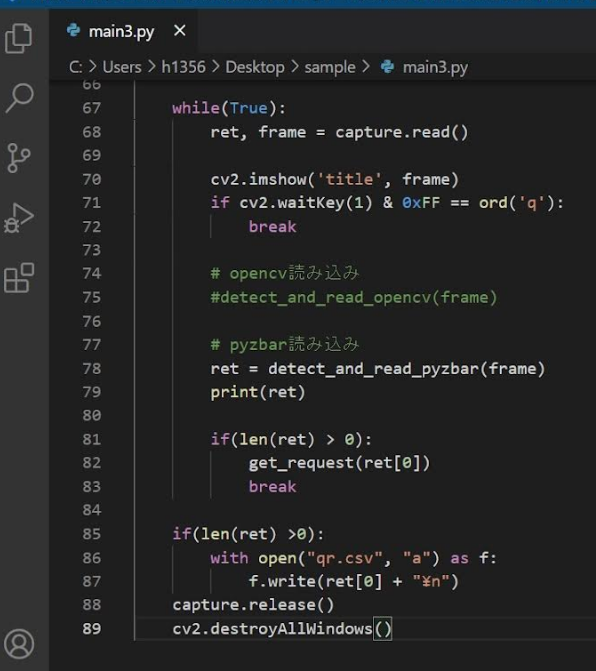 main3.py ×
C: > Users > h1356 > Desktop > sample > main3.py
66
67 while(True):
68 ret, frame = capture.read()
69
70 cv2.imshow('title', frame)
71 if cv2.waitKey(1) & 0xFF == ord('q'):
72 break
73
74 # opencv読み込み
75 #detect_and_read_opencv(frame)
76
77 # pyzbar読み込み
78 ret = detect_and_read_pyzbar(frame)
79 print(ret)
80
81 if(len(ret) > 0):
82 get_request(ret[0])
83 break
84
85 if(len(ret) >0):
86 with open("qr.csv", "a") as f:
87 f.write(ret[0] + "¥n")
88 capture.release()
89 cv2.destroyAllWindows()